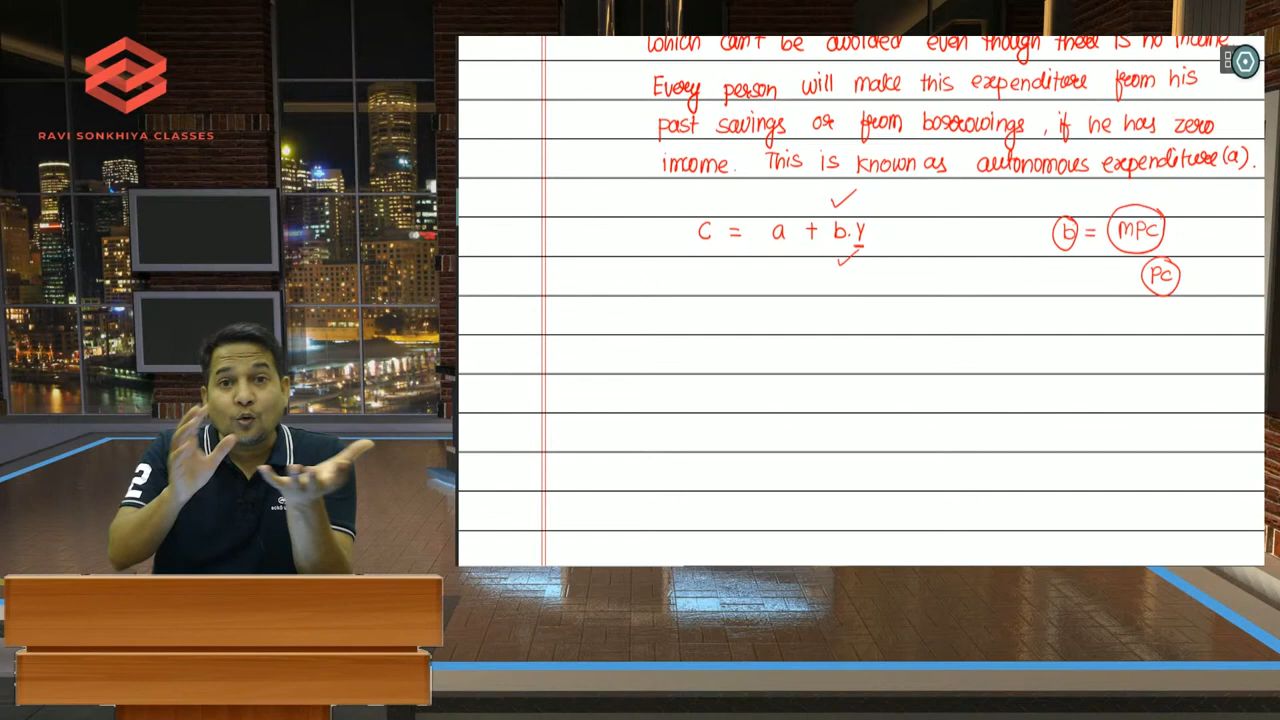 RAVI SONKHIYA CLASSES
which can't be avoided even though there is no income
Every person will make this expenditure from his
past savings or from borrowings, if he has zero
income. This is known as autonomous expenditure (a).
C = a + b.y
b = MPC
PC
2
eckō